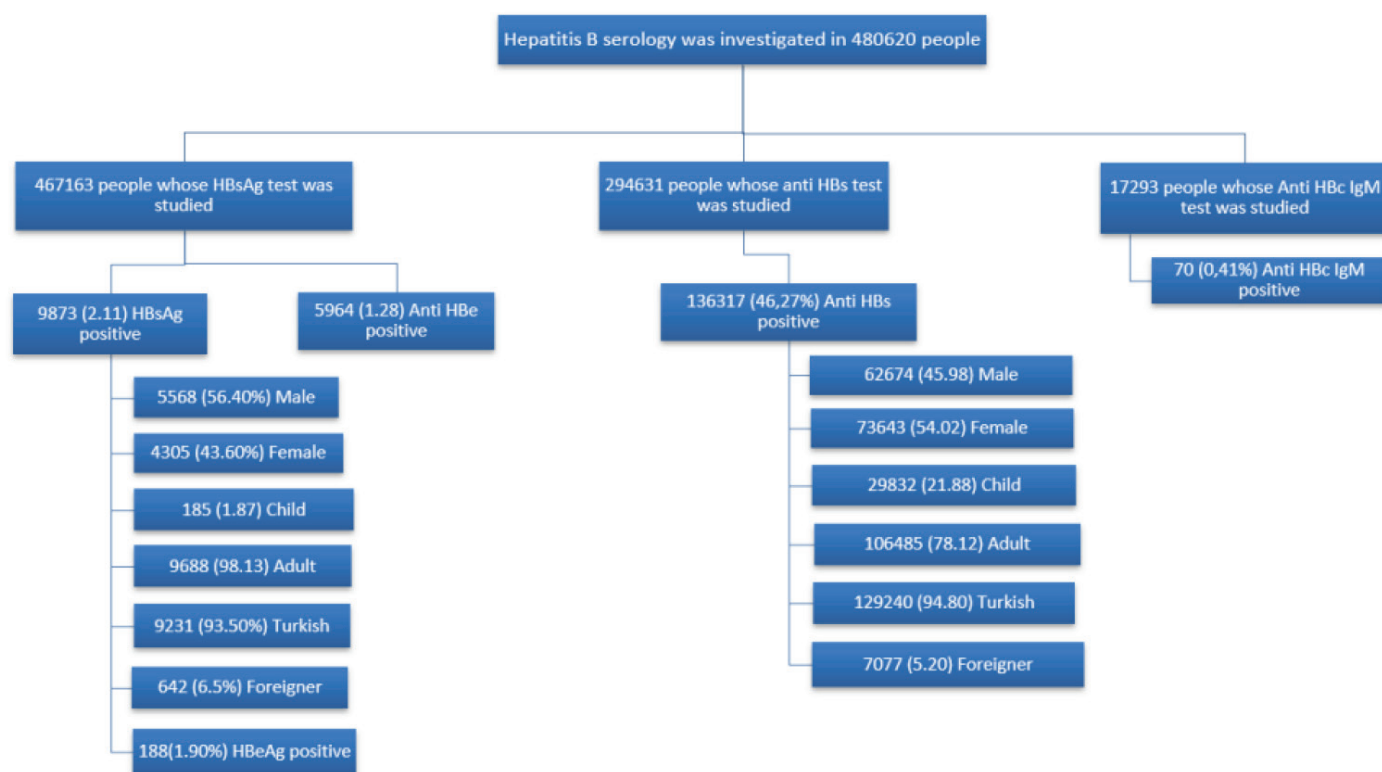 Hepatitis B serology was investigated in 480620 people
467163 people whose HBsAg test was
studied
294631 people whose anti HBs test
was studied
17293 people whose Anti HBc IgM
test was studied
9873 (2.11) HBsAg
positive
5964 (1.28) Anti HBe
positive
136317 (46,27%) Anti HBs
positive
70 (0,41%) Anti HBc IgM
positive
5568 (56.40%) Male
4305 (43.60%) Female
185 (1.87) Child
9688 (98.13) Adult
9231 (93.50%) Turkish
642 (6.5%) Foreigner
188(1.90%) HBeAg positive
62674 (45.98) Male
73643 (54.02) Female
29832 (21.88) Child
106485 (78.12) Adult
129240 (94.80) Turkish
7077 (5.20) Foreigner